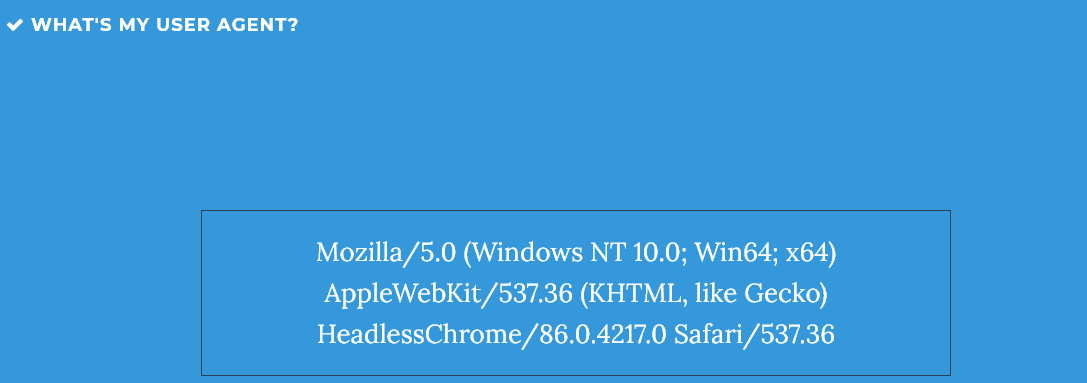 WHAT'S MY USER AGENT?
Mozilla/5.0 (Windows NT 10.0; Win64; x64)
AppleWebKit/537.36 (KHTML, like Gecko)
HeadlessChrome/86.0.4217.0 Safari/537.36